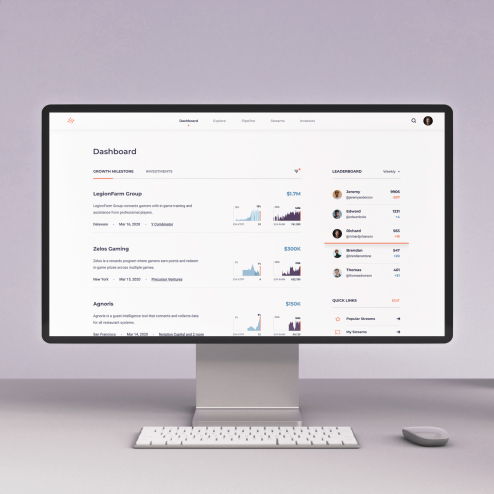 Dashboard Explore Pipeline Streams Investors
Dashboard
GROWTH MILESTONE INVESTMENTS
LegionFarm Group $1.7M
LegionFarm Group connects gamers with in-game training and
assistance from professional players.
Delaware - Mar 16, 2020 - Y Combinator
Zelos Gaming $300K
Zelos is a rewards program where gamers earn points and redeem
in game prizes across multiple games.
New York - Mar 15, 2020 - Precursor Ventures
Agnoris $150K
Agnoris is a guest intelligence tool that connects and collects data
for all restaurant systems.
San Francisco - Mar 14, 2020 - Relative Capital and 2 more
LEADERBOARD Weekly
Jeremy 9905
Edward 1231
Richard
Brandon 547
Thomas 451
QUICK LINKS EDIT
Popular Streams
My Streams